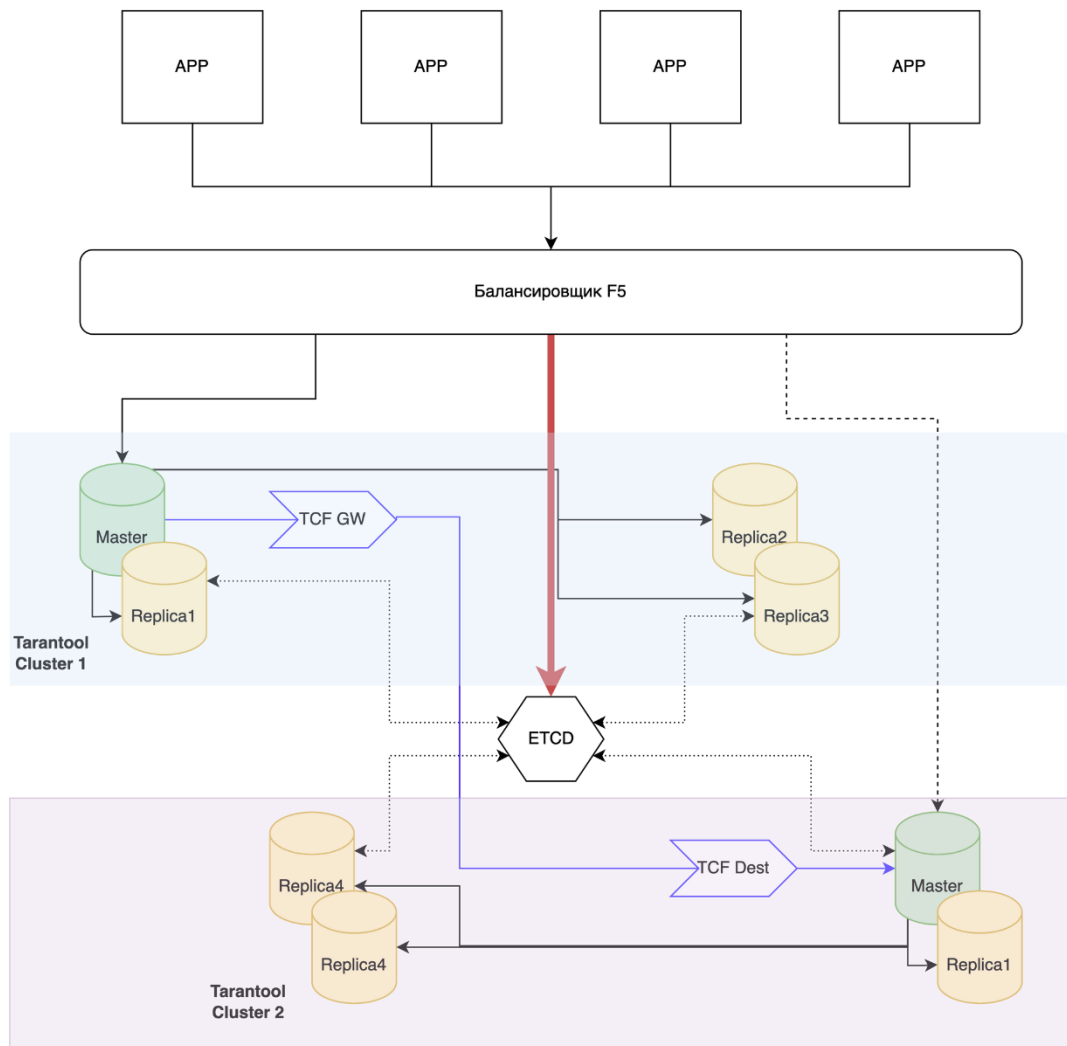 APP
APP
APP
APP
Балансировщик F5
Master
TCF GW
Replica2
Replica1
Replica3
Tarantool
Cluster 1
ETCD
Replica4
TCF Dest
Master
Replica4
Replica1
Tarantool
Cluster 2